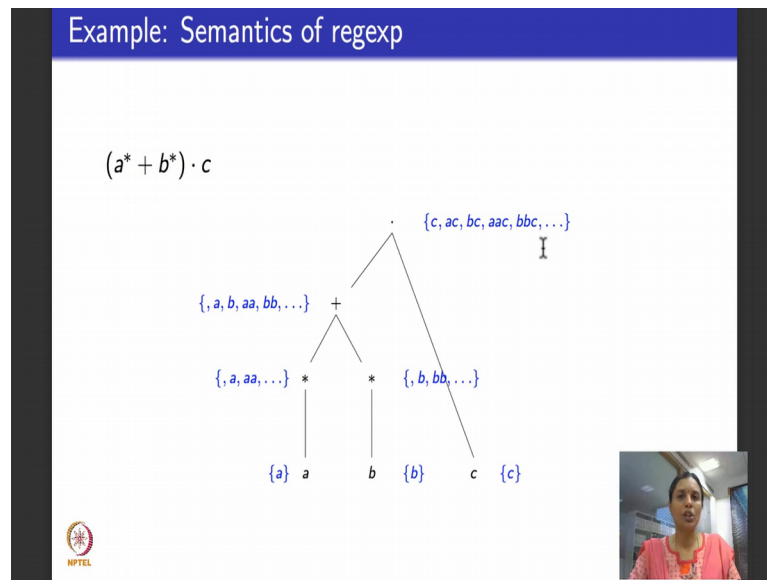 Example: Semantics of regexp
(a* + b*) · c
· {c, ac, bc, aac, bbc, . . .}
{, a, b, aa, bb, . . .} +
{, a, aa, . . .} * * {, b, bb, . . .}
{a} a b {b} c {c}
NPTEL